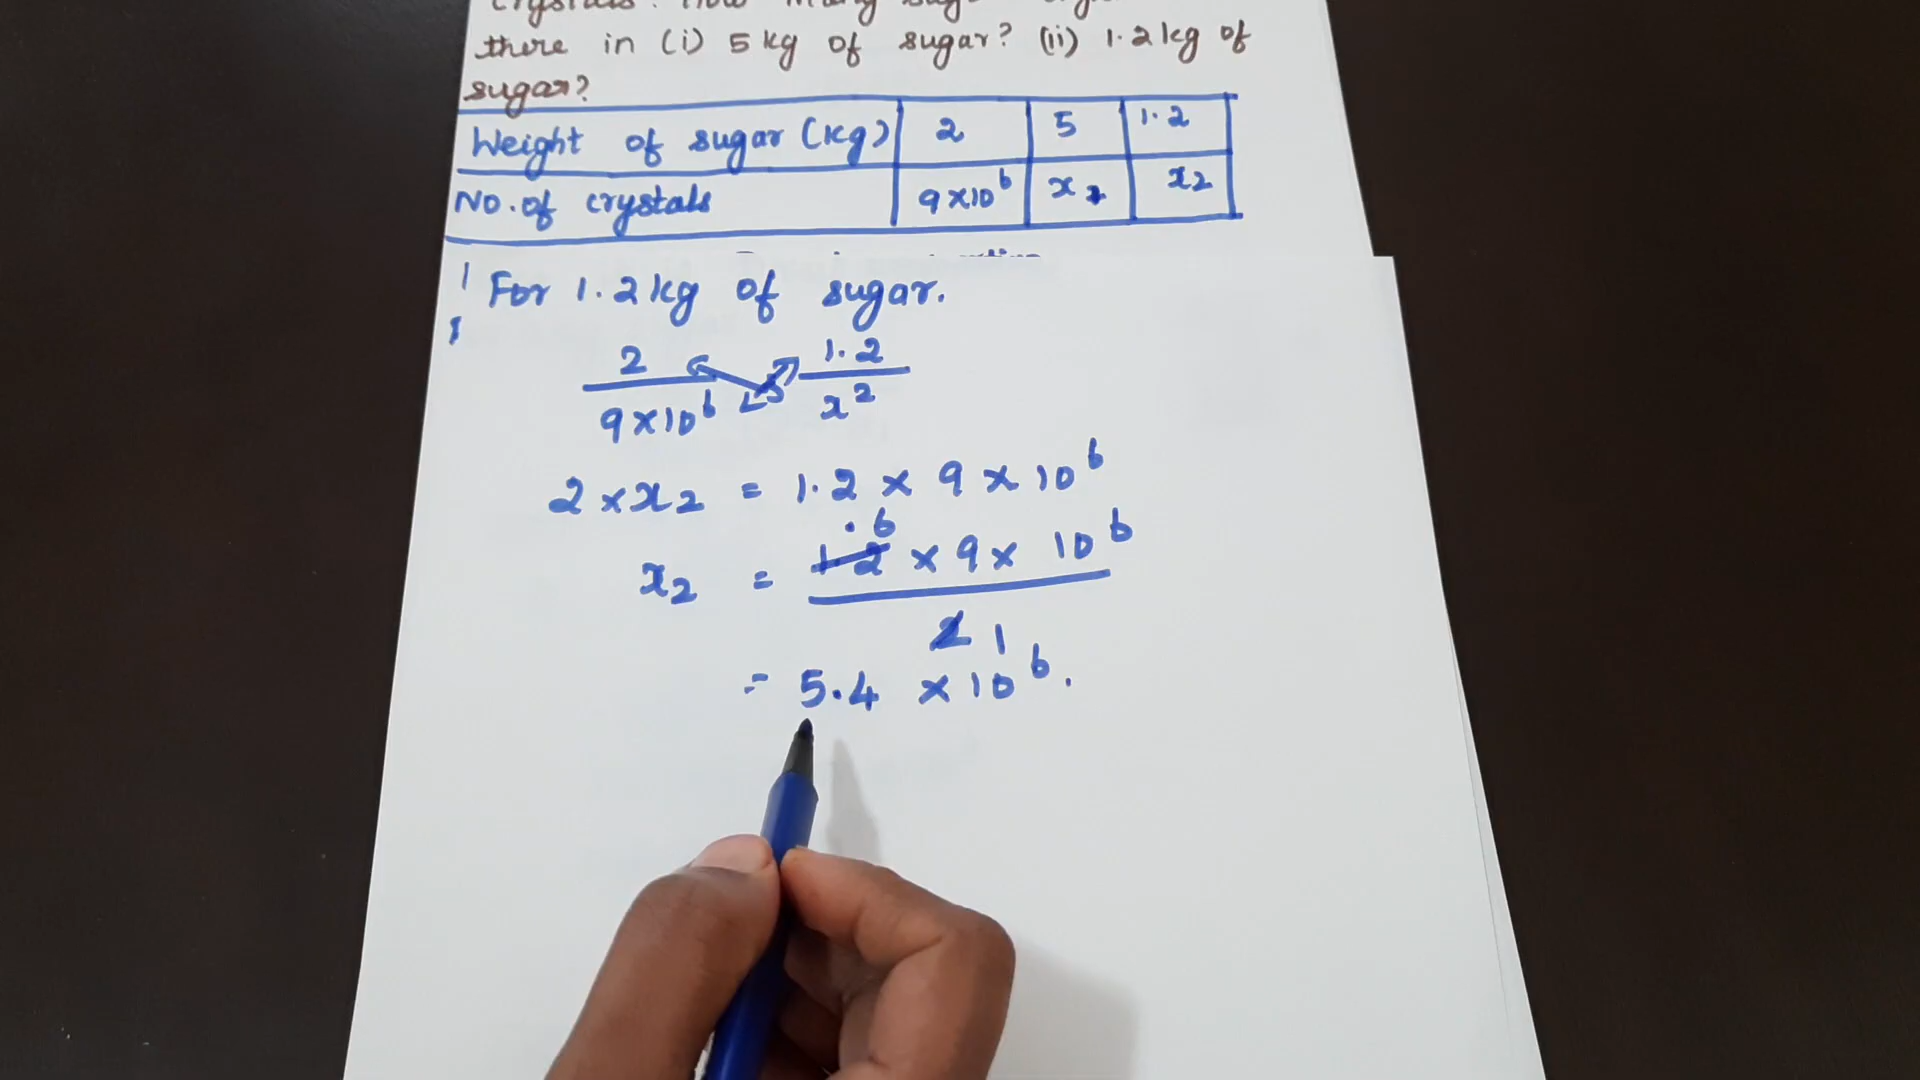 there in (i) 5 kg of sugar? (ii) 1.2 kg of
sugar?
Weight of sugar (kg) 2 5 1.2
No. of crystals 9×10⁶ x₁ x₂
For 1.2 kg of sugar.
2 1.2
9×10⁶ x²
2 × x₂ = 1.2 × 9 × 10⁶
.6
x₂ = 1.2 × 9 × 10⁶
2 1
= 5.4 × 10⁶.